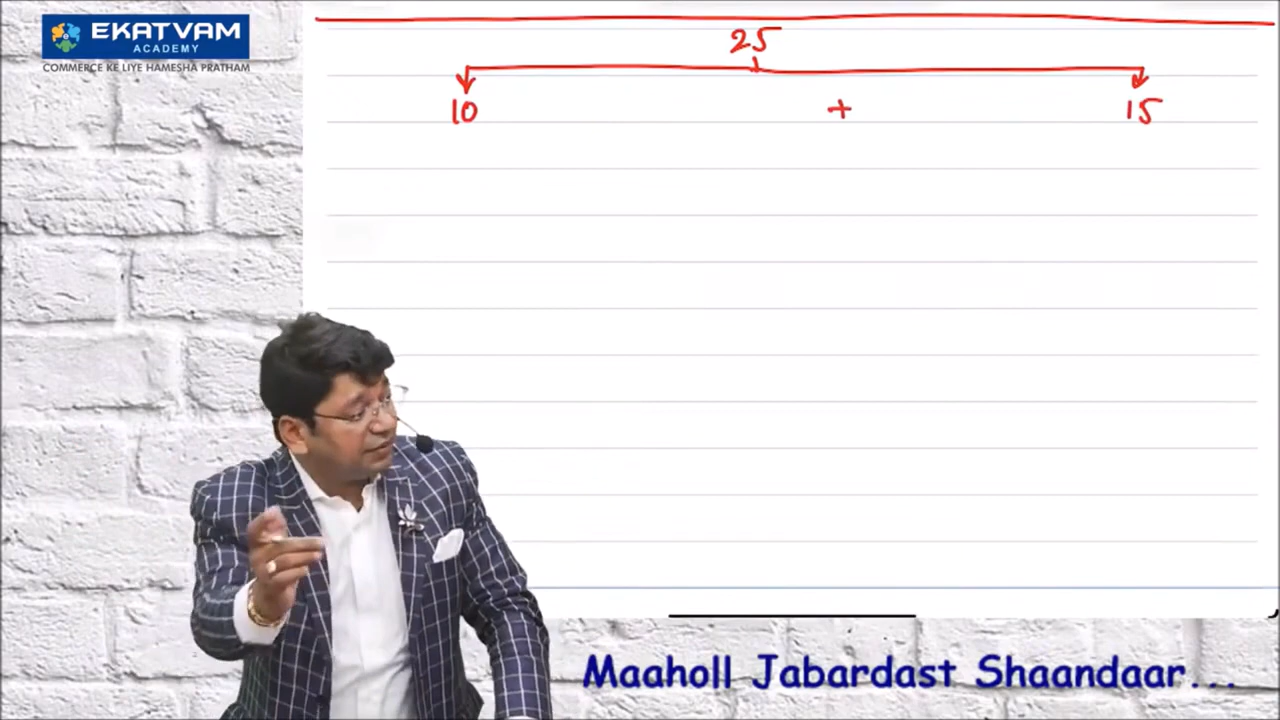 EKATVAM
ACADEMY
COMMERCE KE LIYE HAMESHA PRATHAM
25
10 + 15
Maaholl Jabardast Shaandaar...